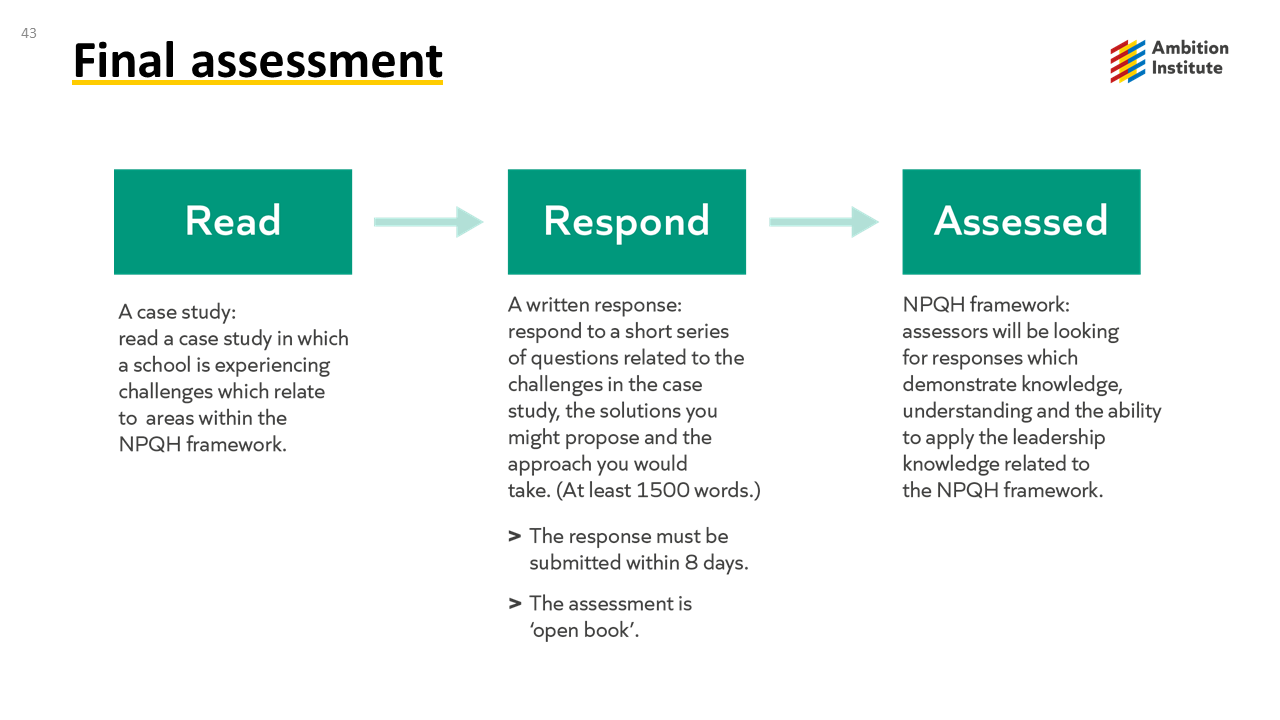 43
Final assessment
Ambition
Institute
Read
Respond
Assessed
A case study:
read a case study in which
a school is experiencing
challenges which relate
to areas within the
NPQH framework.
A written response:
respond to a short series
of questions related to the
challenges in the case
study, the solutions you
might propose and the
approach you would
take. (At least 1500 words.)
> The response must be
submitted within 8 days.
> The assessment is
‘open book’.
NPQH framework:
assessors will be looking
for responses which
demonstrate knowledge,
understanding and the ability
to apply the leadership
knowledge related to
the NPQH framework.